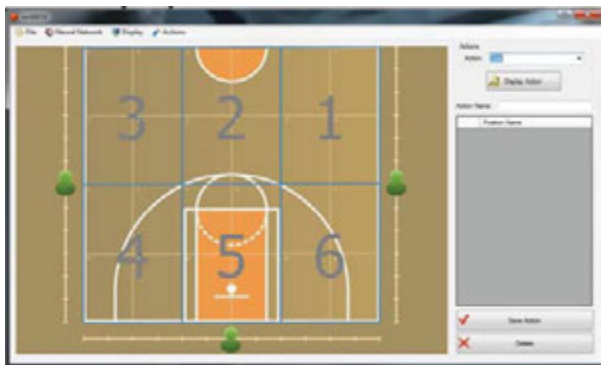 File Neural Network Display Actions
Actions
Action:
Display Action
Action Name:
Position Name
3 2 1
4 5 6
Save Action
Delete